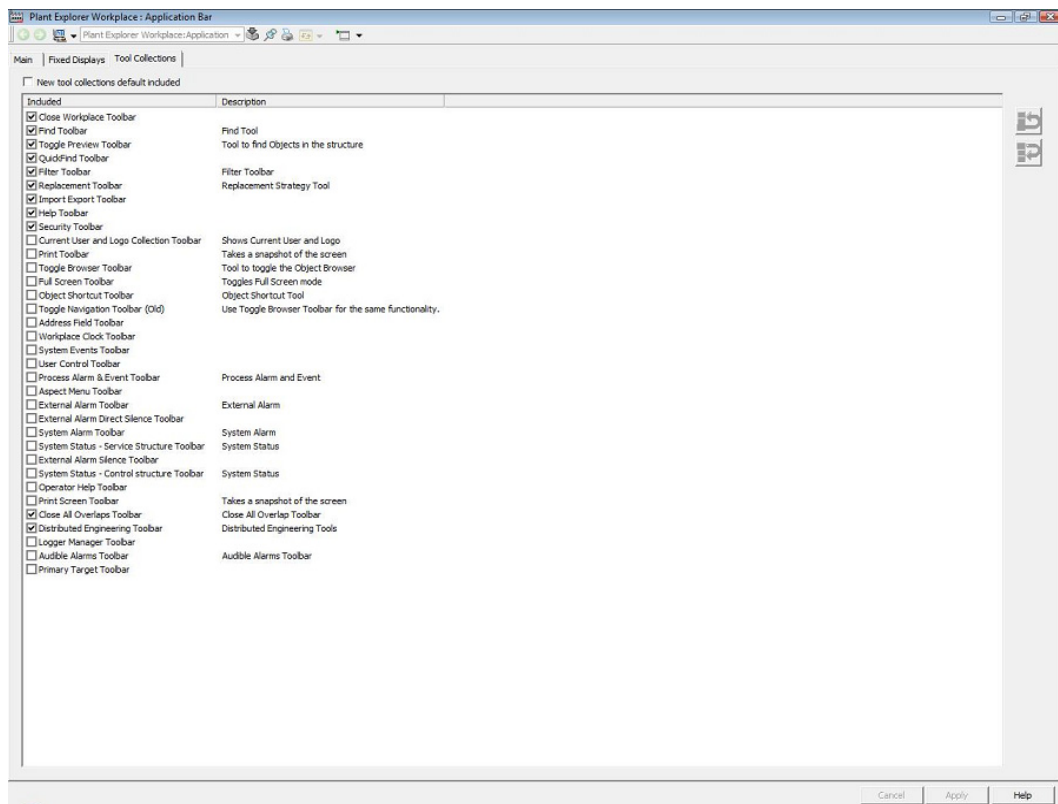 Plant Explorer Workplace : Application Bar
Plant Explorer Workplace:Application
Main Fixed Displays Tool Collections
New tool collections default included
Included Description
Close Workplace Toolbar
Find Toolbar Find Tool
Toggle Preview Toolbar Tool to find Objects in the structure
QuickFind Toolbar
Filter Toolbar Filter Toolbar
Replacement Toolbar Replacement Strategy Tool
Import Export Toolbar
Help Toolbar
Security Toolbar
Current User and Logo Collection Toolbar Shows Current User and Logo
Print Toolbar Takes a snapshot of the screen
Toggle Browser Toolbar Tool to toggle the Object Browser
Full Screen Toolbar Toggles Full Screen mode
Object Shortcut Toolbar Object Shortcut Tool
Toggle Navigation Toolbar (Old) Use Toggle Browser Toolbar for the same functionality.
Address Field Toolbar
Workplace Clock Toolbar
System Events Toolbar
User Control Toolbar
Process Alarm & Event Toolbar Process Alarm and Event
Aspect Menu Toolbar
External Alarm Toolbar External Alarm
External Alarm Direct Silence Toolbar
System Alarm Toolbar System Alarm
System Status - Service Structure Toolbar System Status
External Alarm Silence Toolbar
System Status - Control structure Toolbar System Status
Operator Help Toolbar
Print Screen Toolbar Takes a snapshot of the screen
Close All Overlaps Toolbar Close All Overlap Toolbar
Distributed Engineering Toolbar Distributed Engineering Tools
Logger Manager Toolbar
Audible Alarms Toolbar Audible Alarms Toolbar
Primary Target Toolbar
Cancel Apply Help